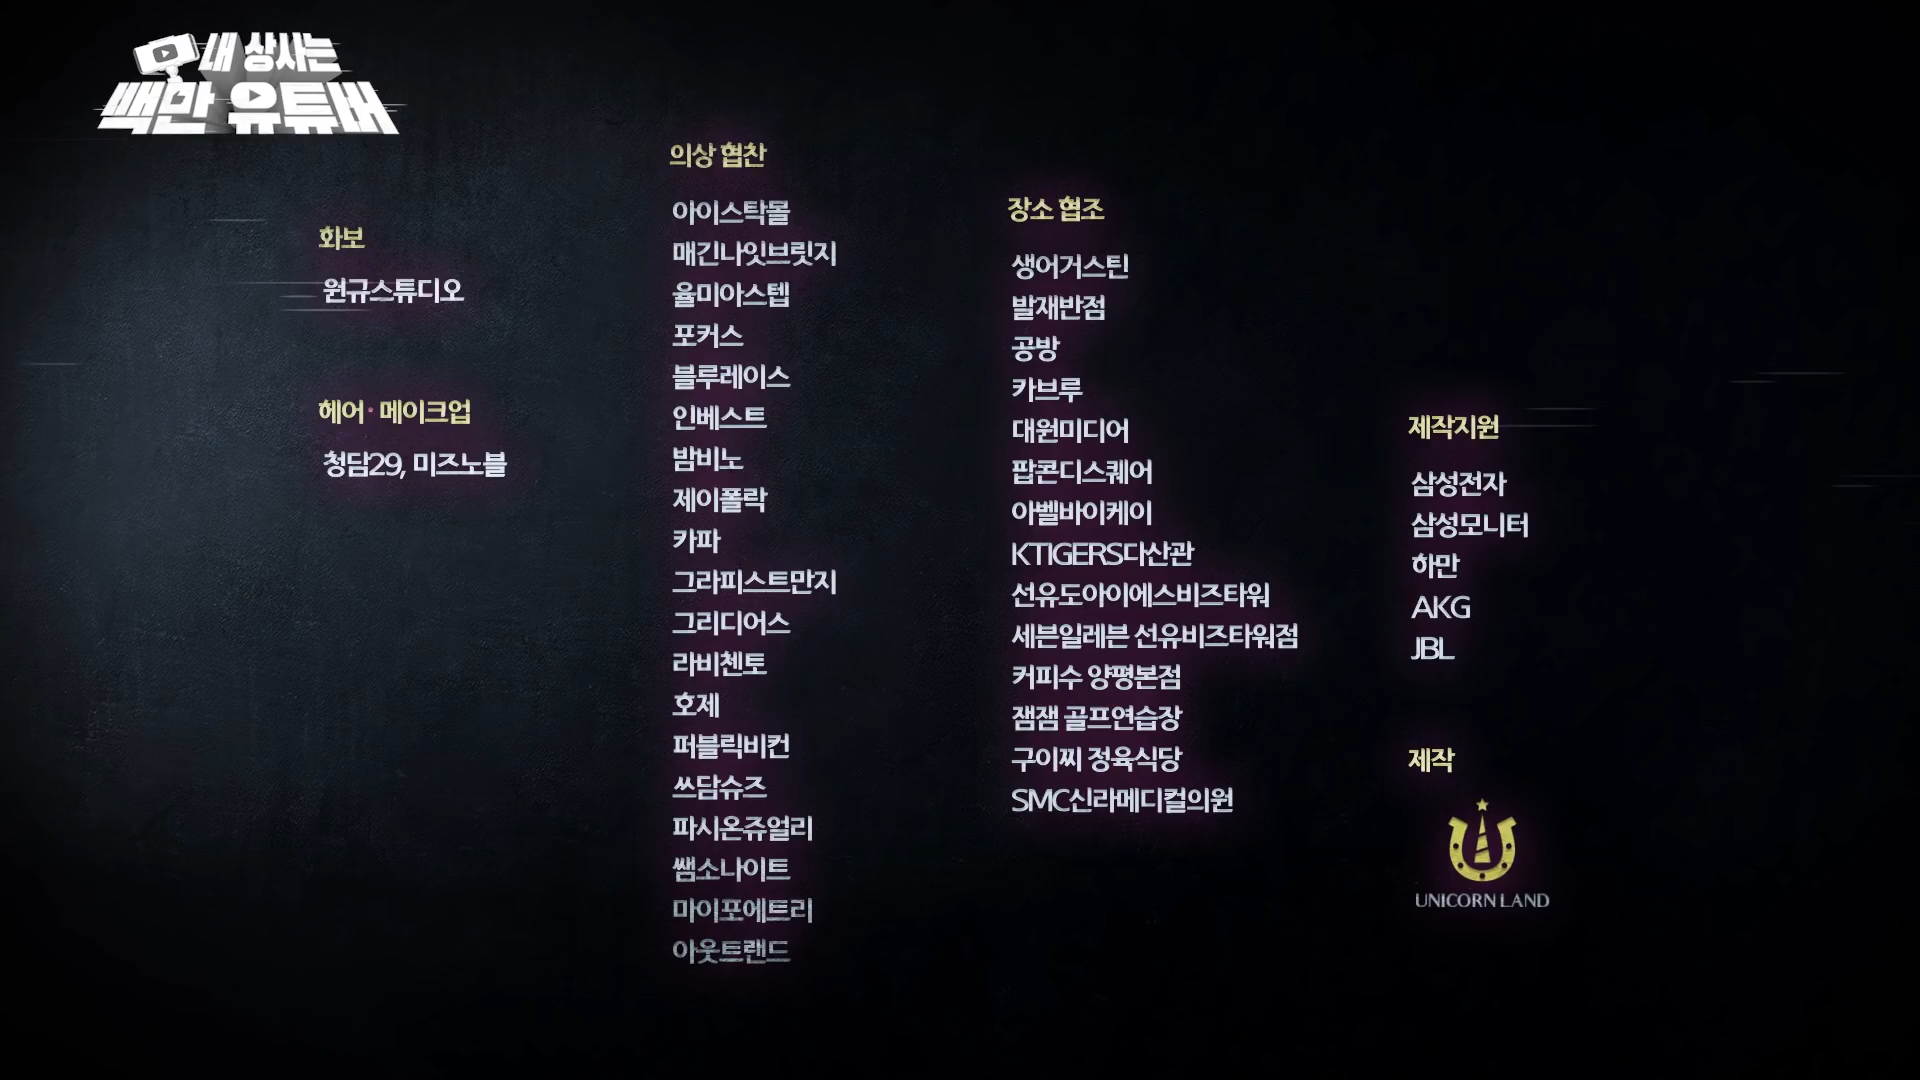 내 상사는
백만 유튜버
화보
원규스튜디오
헤어·메이크업
청담29, 미즈노블
의상 협찬
아이스탁몰
매긴나잇브릿지
율미아스텝
포커스
블루레이스
인베스트
밤비노
제이폴락
카파
그라피스트만지
그리디어스
라비첸토
호제
퍼블릭비컨
쓰담슈즈
파시온쥬얼리
쌤소나이트
마이포에트리
아웃트랜드
장소 협조
생어거스틴
발재반점
공방
카브루
대원미디어
팝콘디스퀘어
아벨바이케이
KTIGERS다산관
선유도아이에스비즈타워
세븐일레븐 선유비즈타워점
커피수 양평본점
잼잼 골프연습장
구이찌 정육식당
SMC신라메디컬의원
제작지원
삼성전자
삼성모니터
하만
AKG
JBL
제작
UNICORN LAND